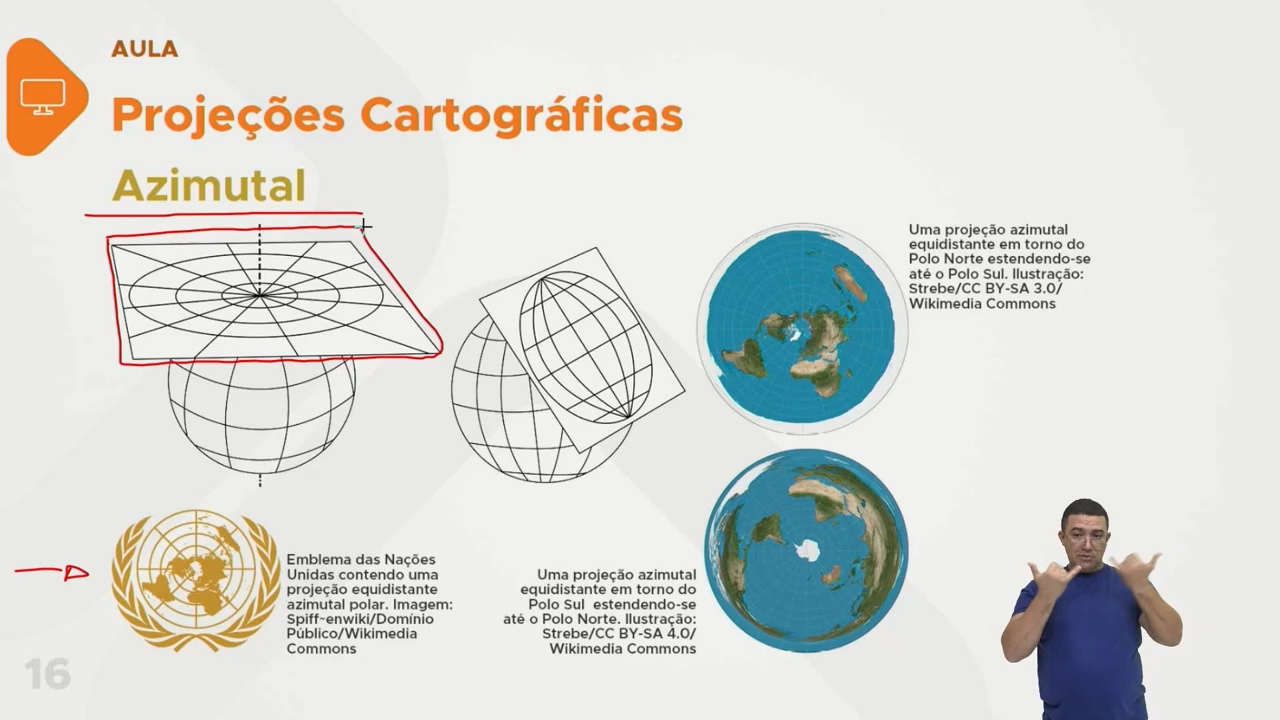 AULA
Projeções Cartográficas
Azimutal
Uma projeção azimutal
equidistante em torno do
Polo Norte estendendo-se
até o Polo Sul. Ilustração:
Strebe/CC BY-SA 3.0/
Wikimedia Commons
Emblema das Nações
Unidas contendo uma
projeção equidistante
azimutal polar. Imagem:
Spiff~enwiki/Domínio
Público/Wikimedia
Commons
Uma projeção azimutal
equidistante em torno do
Polo Sul estendendo-se
até o Polo Norte. Ilustração:
Strebe/CC BY-SA 4.0/
Wikimedia Commons
16